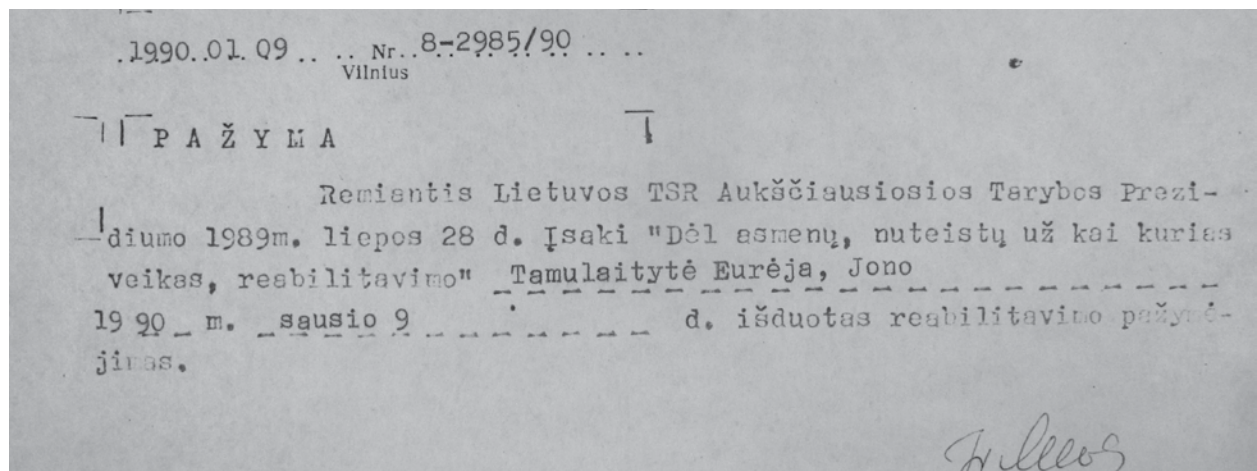 1990.01.09 Nr. 8-2985/90
Vilnius
PAŽYMA
Remiantis Lietuvos TSR Aukščiausiosios Tarybos Prezi-
diumo 1989m. liepos 28 d. Įsaki "Dėl asmenų, nuteistų už kai kurias
veikas, reabilitavimo" Tamulaitytė Eurėja, Jono
1990 m. sausio 9 d. išduotas reabilitavimo pažymė-
jimas.